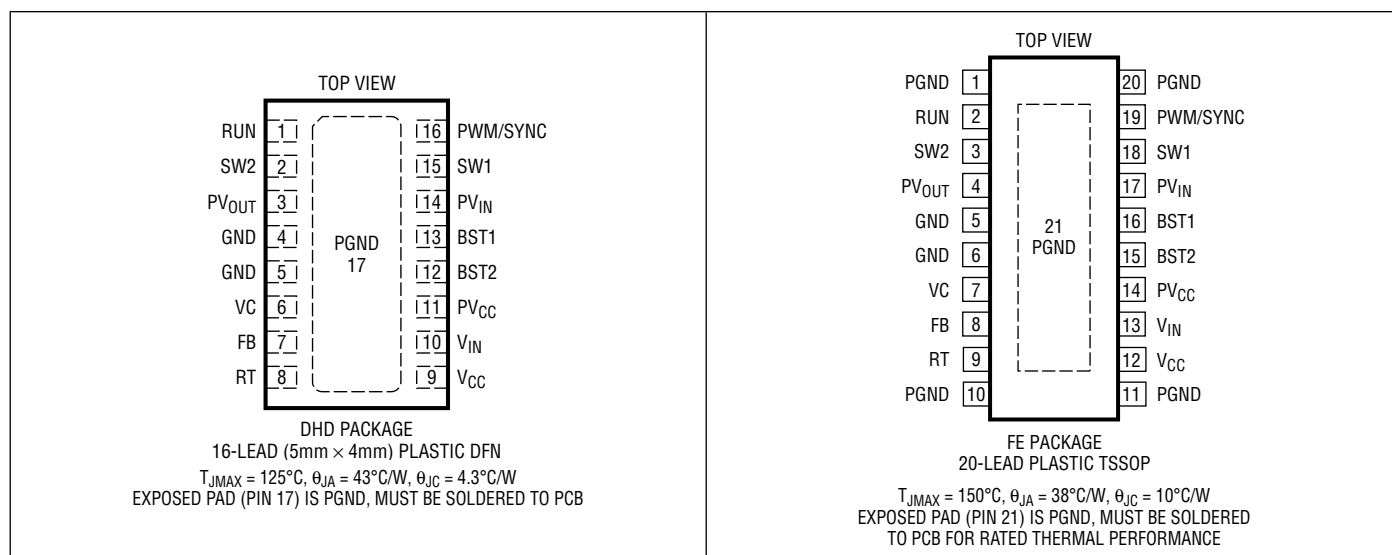 TOP VIEW
RUN 1
SW2 2
PVOUT 3
GND 4
GND 5
VC 6
FB 7
RT 8
16 PWM/SYNC
15 SW1
14 PVIN
13 BST1
12 BST2
11 PVCC
10 VIN
9 VCC
PGND
17
DHD PACKAGE
16-LEAD (5mm × 4mm) PLASTIC DFN
TJMAX = 125°C, θJA = 43°C/W, θJC = 4.3°C/W
EXPOSED PAD (PIN 17) IS PGND, MUST BE SOLDERED TO PCB
TOP VIEW
PGND 1
RUN 2
SW2 3
PVOUT 4
GND 5
GND 6
VC 7
FB 8
RT 9
PGND 10
20 PGND
19 PWM/SYNC
18 SW1
17 PVIN
16 BST1
15 BST2
14 PVCC
13 VIN
12 VCC
11 PGND
21
PGND
FE PACKAGE
20-LEAD PLASTIC TSSOP
TJMAX = 150°C, θJA = 38°C/W, θJC = 10°C/W
EXPOSED PAD (PIN 21) IS PGND, MUST BE SOLDERED
TO PCB FOR RATED THERMAL PERFORMANCE